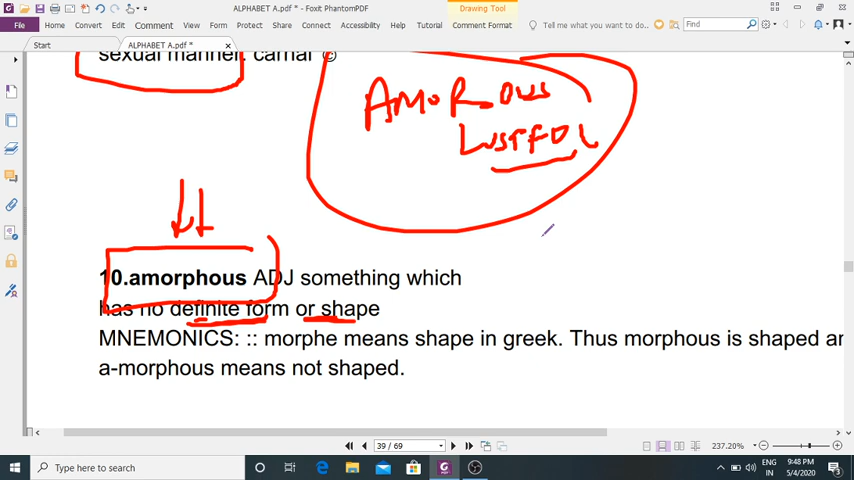 ALPHABET A.pdf * - Foxit PhantomPDF
Drawing Tool
File Home Convert Edit Organize Comment View Form Protect Share Help Tutorial Comment Format
Tell me what you want to do
Find
Start
ALPHABET A.pdf *
sexual manner. carnal ©
AMOROUS
LUSTFUL
10.amorphous ADJ something which
has no definite form or shape
MNEMONICS: :: morphe means shape in greek. Thus morphous is shaped an
a-morphous means not shaped.
39 / 69
237.20%
Type here to search
ENG
IN
9:48 PM
5/4/2020
3